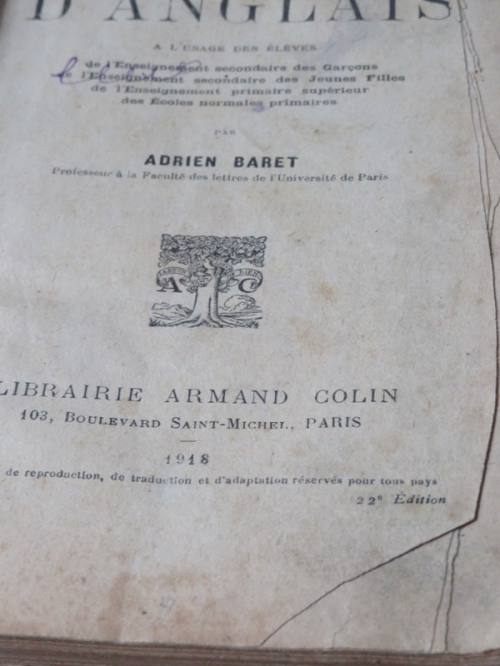 D'ANGLAIS
A L'USAGE DES ÉLÈVES
de l'Enseignement secondaire des Garçons
de l'Enseignement secondaire des Jeunes Filles
de l'Enseignement primaire supérieur
des Écoles normales primaires
PAR
ADRIEN BARET
Professeur à la Faculté des lettres de l'Université de Paris
A C
LIBRAIRIE ARMAND COLIN
103, BOULEVARD SAINT-MICHEL, PARIS
1918
de reproduction, de traduction et d'adaptation réservés pour tous pays
22e Édition